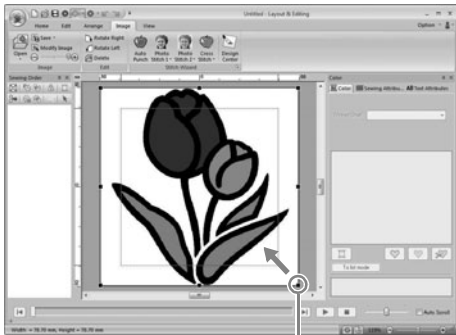 Untitled - Layout & Editing
Home Edit Arrange Image View Option
Open
Save
Modify Image
Rotate Right
Rotate Left
Delete
Auto Punch
Photo Stitch 1
Photo Stitch 2
Cross Stitch
Design Center
Image
Image
Stitch Wizard
Sewing Order
Color
Color Sewing Attribu... All Text Attributes
To list mode
Auto Scroll